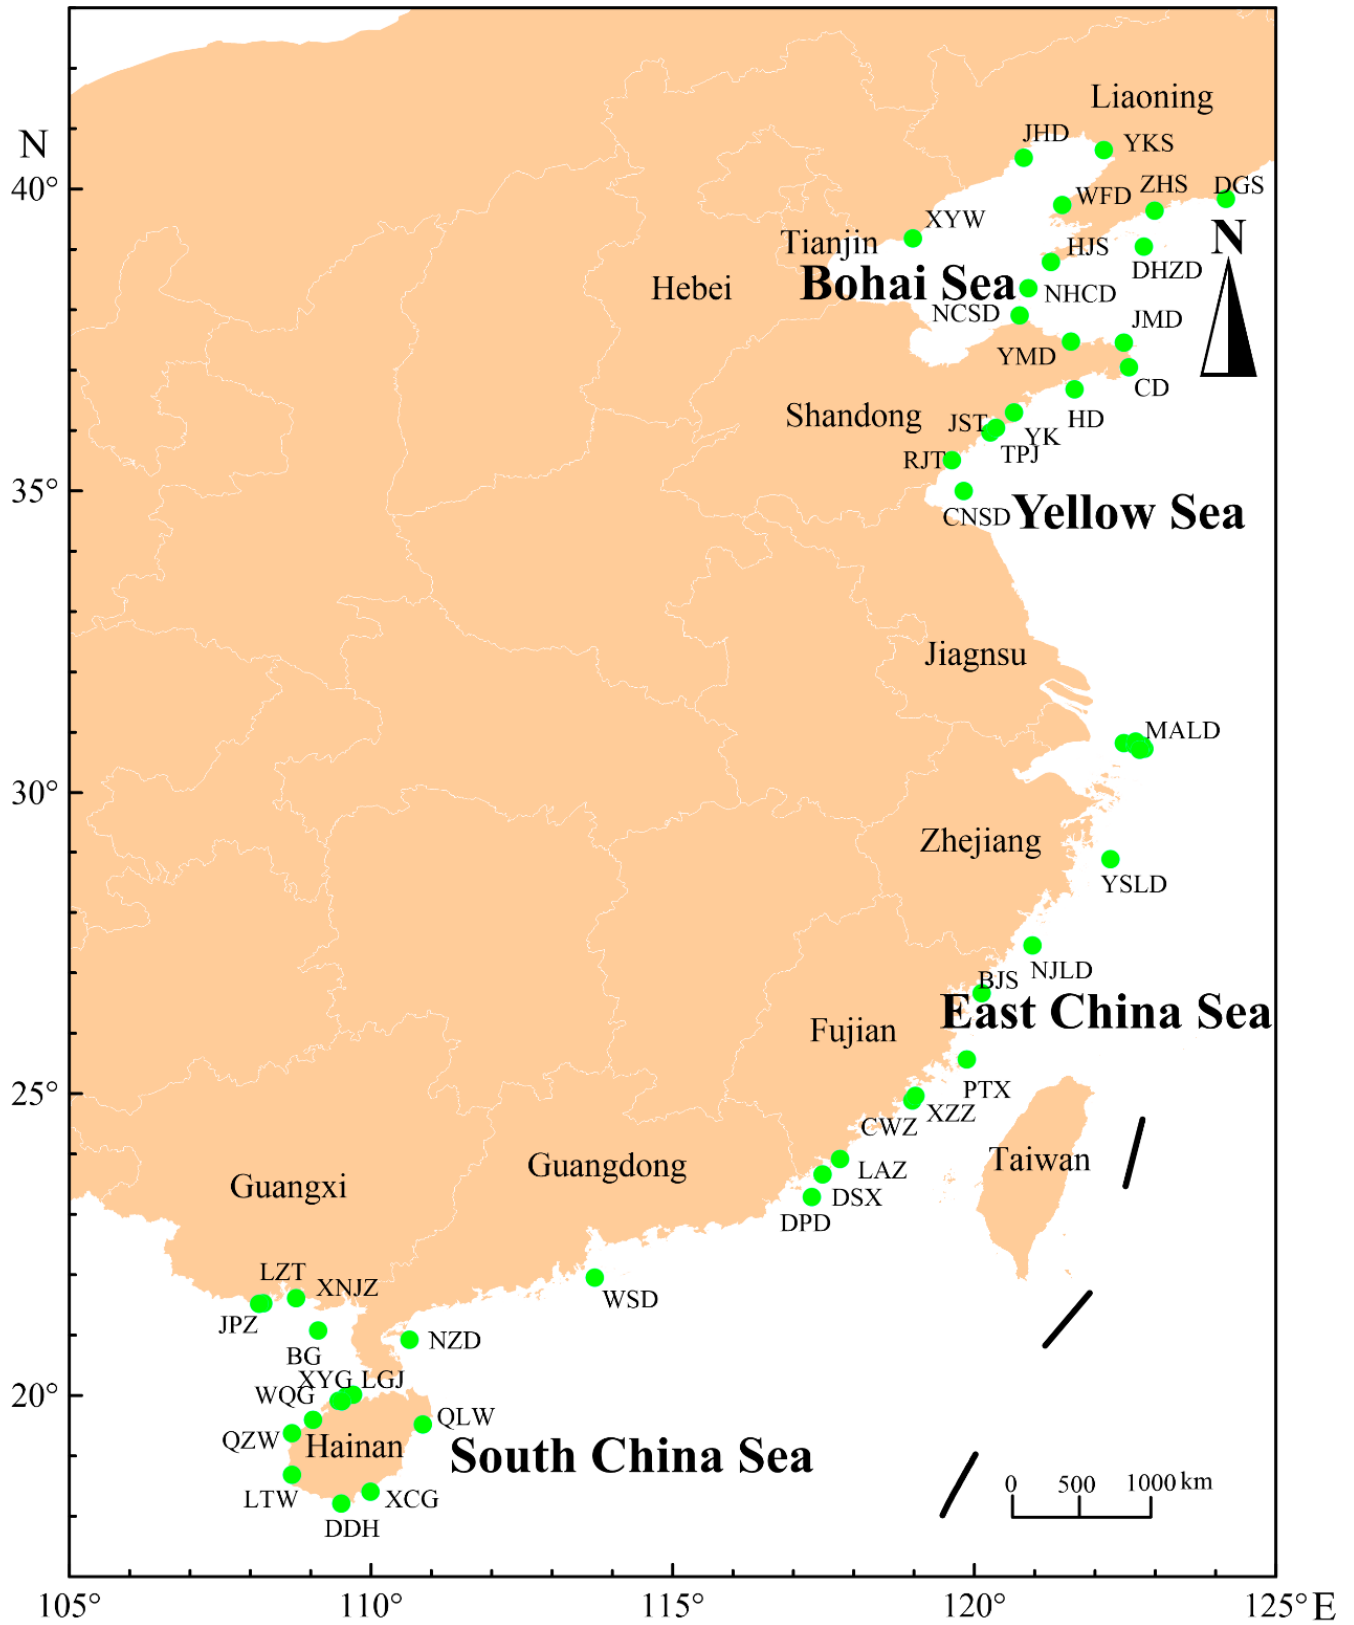 Liaoning
JHD
YKS
N
40°
ZHS
DGS
WFD
XYW
Tianjin
HJS
N
DHZD
Hebei
Bohai Sea
NHCD
NCSD
JMD
YMD
CD
Shandong
HD
JST
YK
TPJ
RJT
35°
CNSD
Yellow Sea
Jiagnsu
MALD
30°
Zhejiang
YSLD
NJLD
BJS
East China Sea
Fujian
PTX
25°
XZZ
CWZ
Taiwan
Guangdong
LAZ
Guangxi
DSX
DPD
LZT
XNJZ
WSD
JPZ
NZD
BG
XYG
LGJ
WQG
20°
QLW
QZW
Hainan
South China Sea
LTW
XCG
DDH
0 500 1000 km
105° 110° 115° 120° 125° E